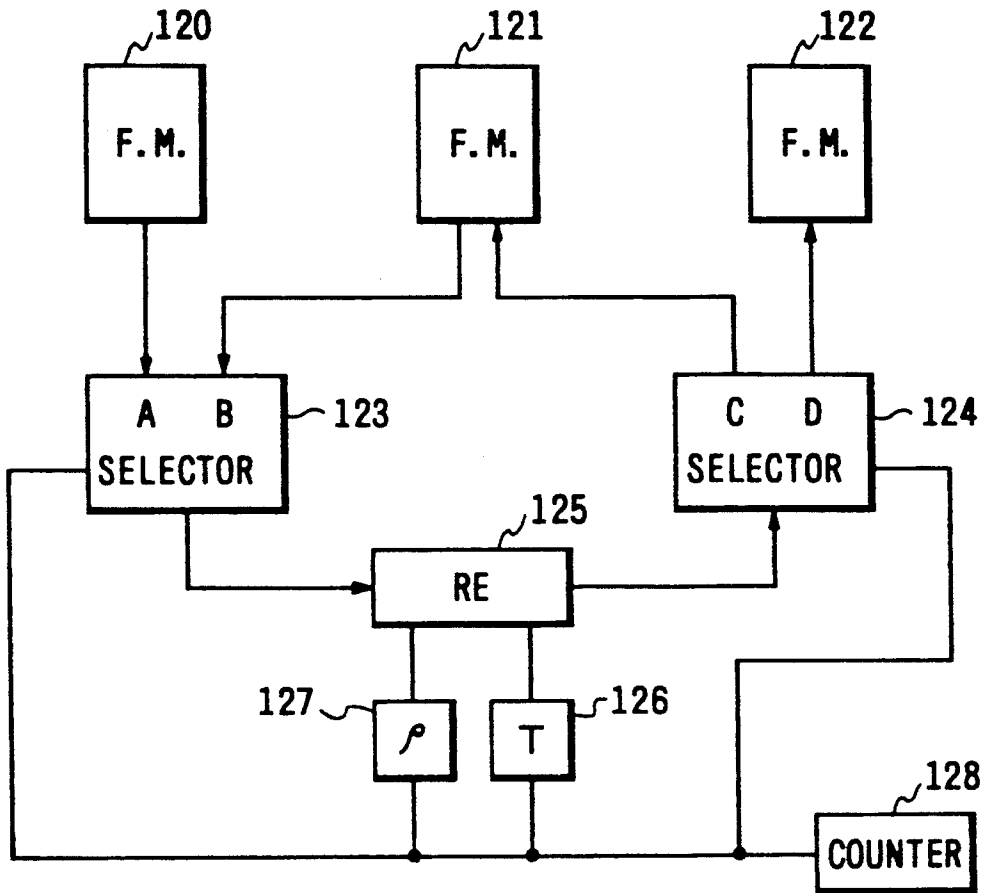 120 121 122
F.M. F.M. F.M.
A B 123
SELECTOR
C D 124
SELECTOR
125
RE
127 ρ T 126
128
COUNTER